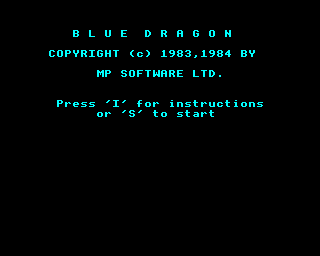 B L U E  D R A G O N
COPYRIGHT (c) 1983,1984 BY
MP SOFTWARE LTD.
Press 'I' for instructions
or 'S' to start